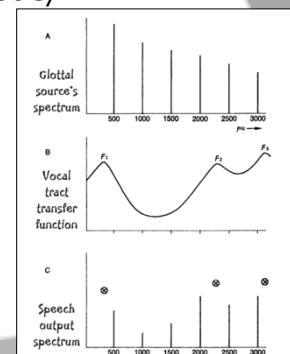 A
Glottal
source's
spectrum
500 1000 1500 2000 2500 3000
B
F1 F2 F3
Vocal
tract
transfer
function
C
Speech
output
spectrum
500 1000 1500 2000 2500 3000